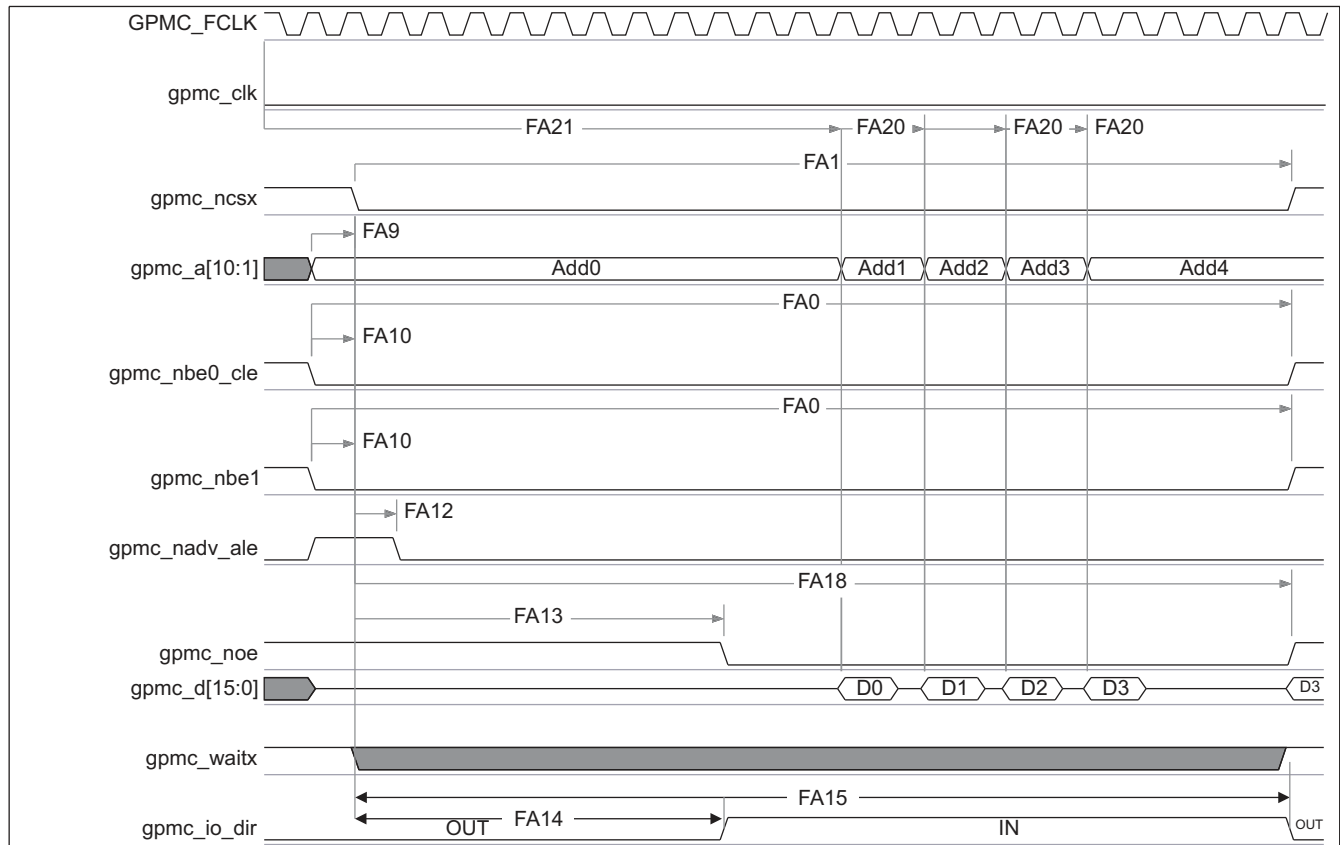 GPMC_FCLK
gpmc_clk
FA21 FA20 FA20 FA20
FA1
gpmc_ncsx
FA9
gpmc_a[10:1] Add0 Add1 Add2 Add3 Add4
FA0
FA10
gpmc_nbe0_cle
FA0
FA10
gpmc_nbe1
FA12
gpmc_nadv_ale
FA18
FA13
gpmc_noe
gpmc_d[15:0] D0 D1 D2 D3 D3
gpmc_waitx
FA15
FA14
gpmc_io_dir OUT IN OUT